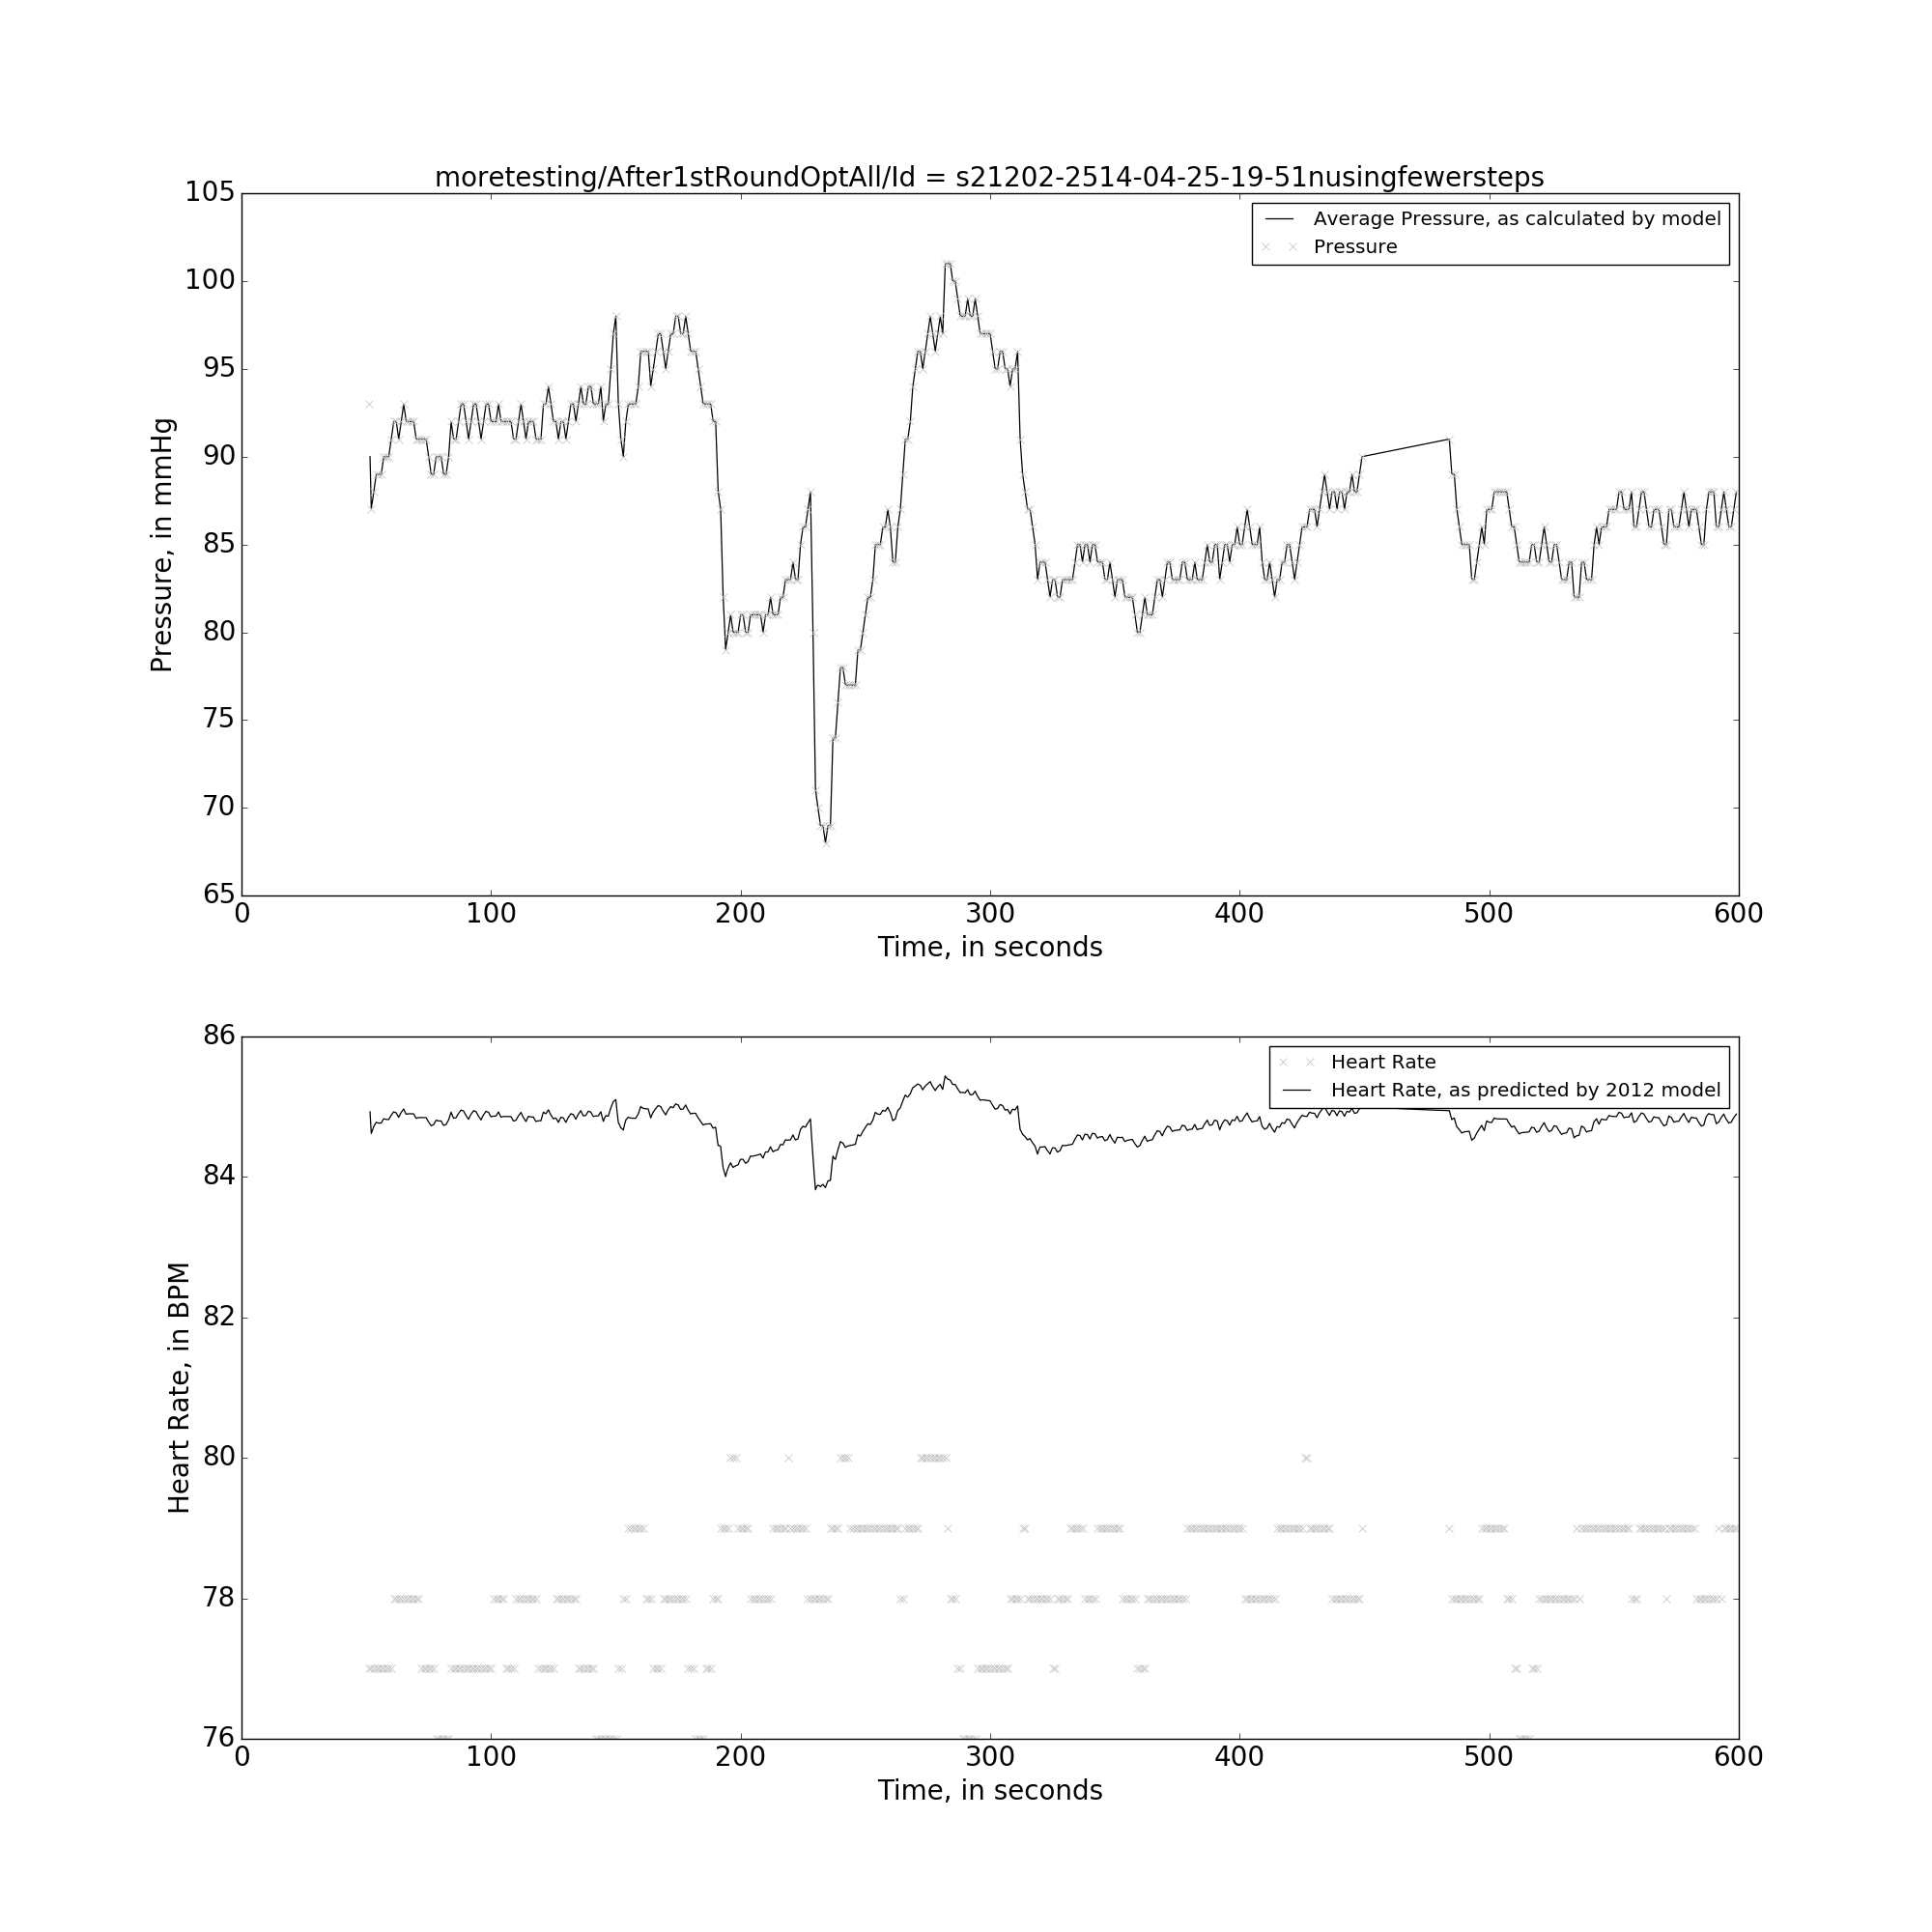 moretesting/After1stRoundOptAll/Id = s21202-2514-04-25-19-51nusingfewersteps
105
100
95
90
85
80
75
70
65
Pressure, in mmHg
Average Pressure, as calculated by model
Pressure
0 100 200 300 400 500 600
Time, in seconds
86
84
82
80
78
76
Heart Rate, in BPM
Heart Rate
Heart Rate, as predicted by 2012 model
0 100 200 300 400 500 600
Time, in seconds